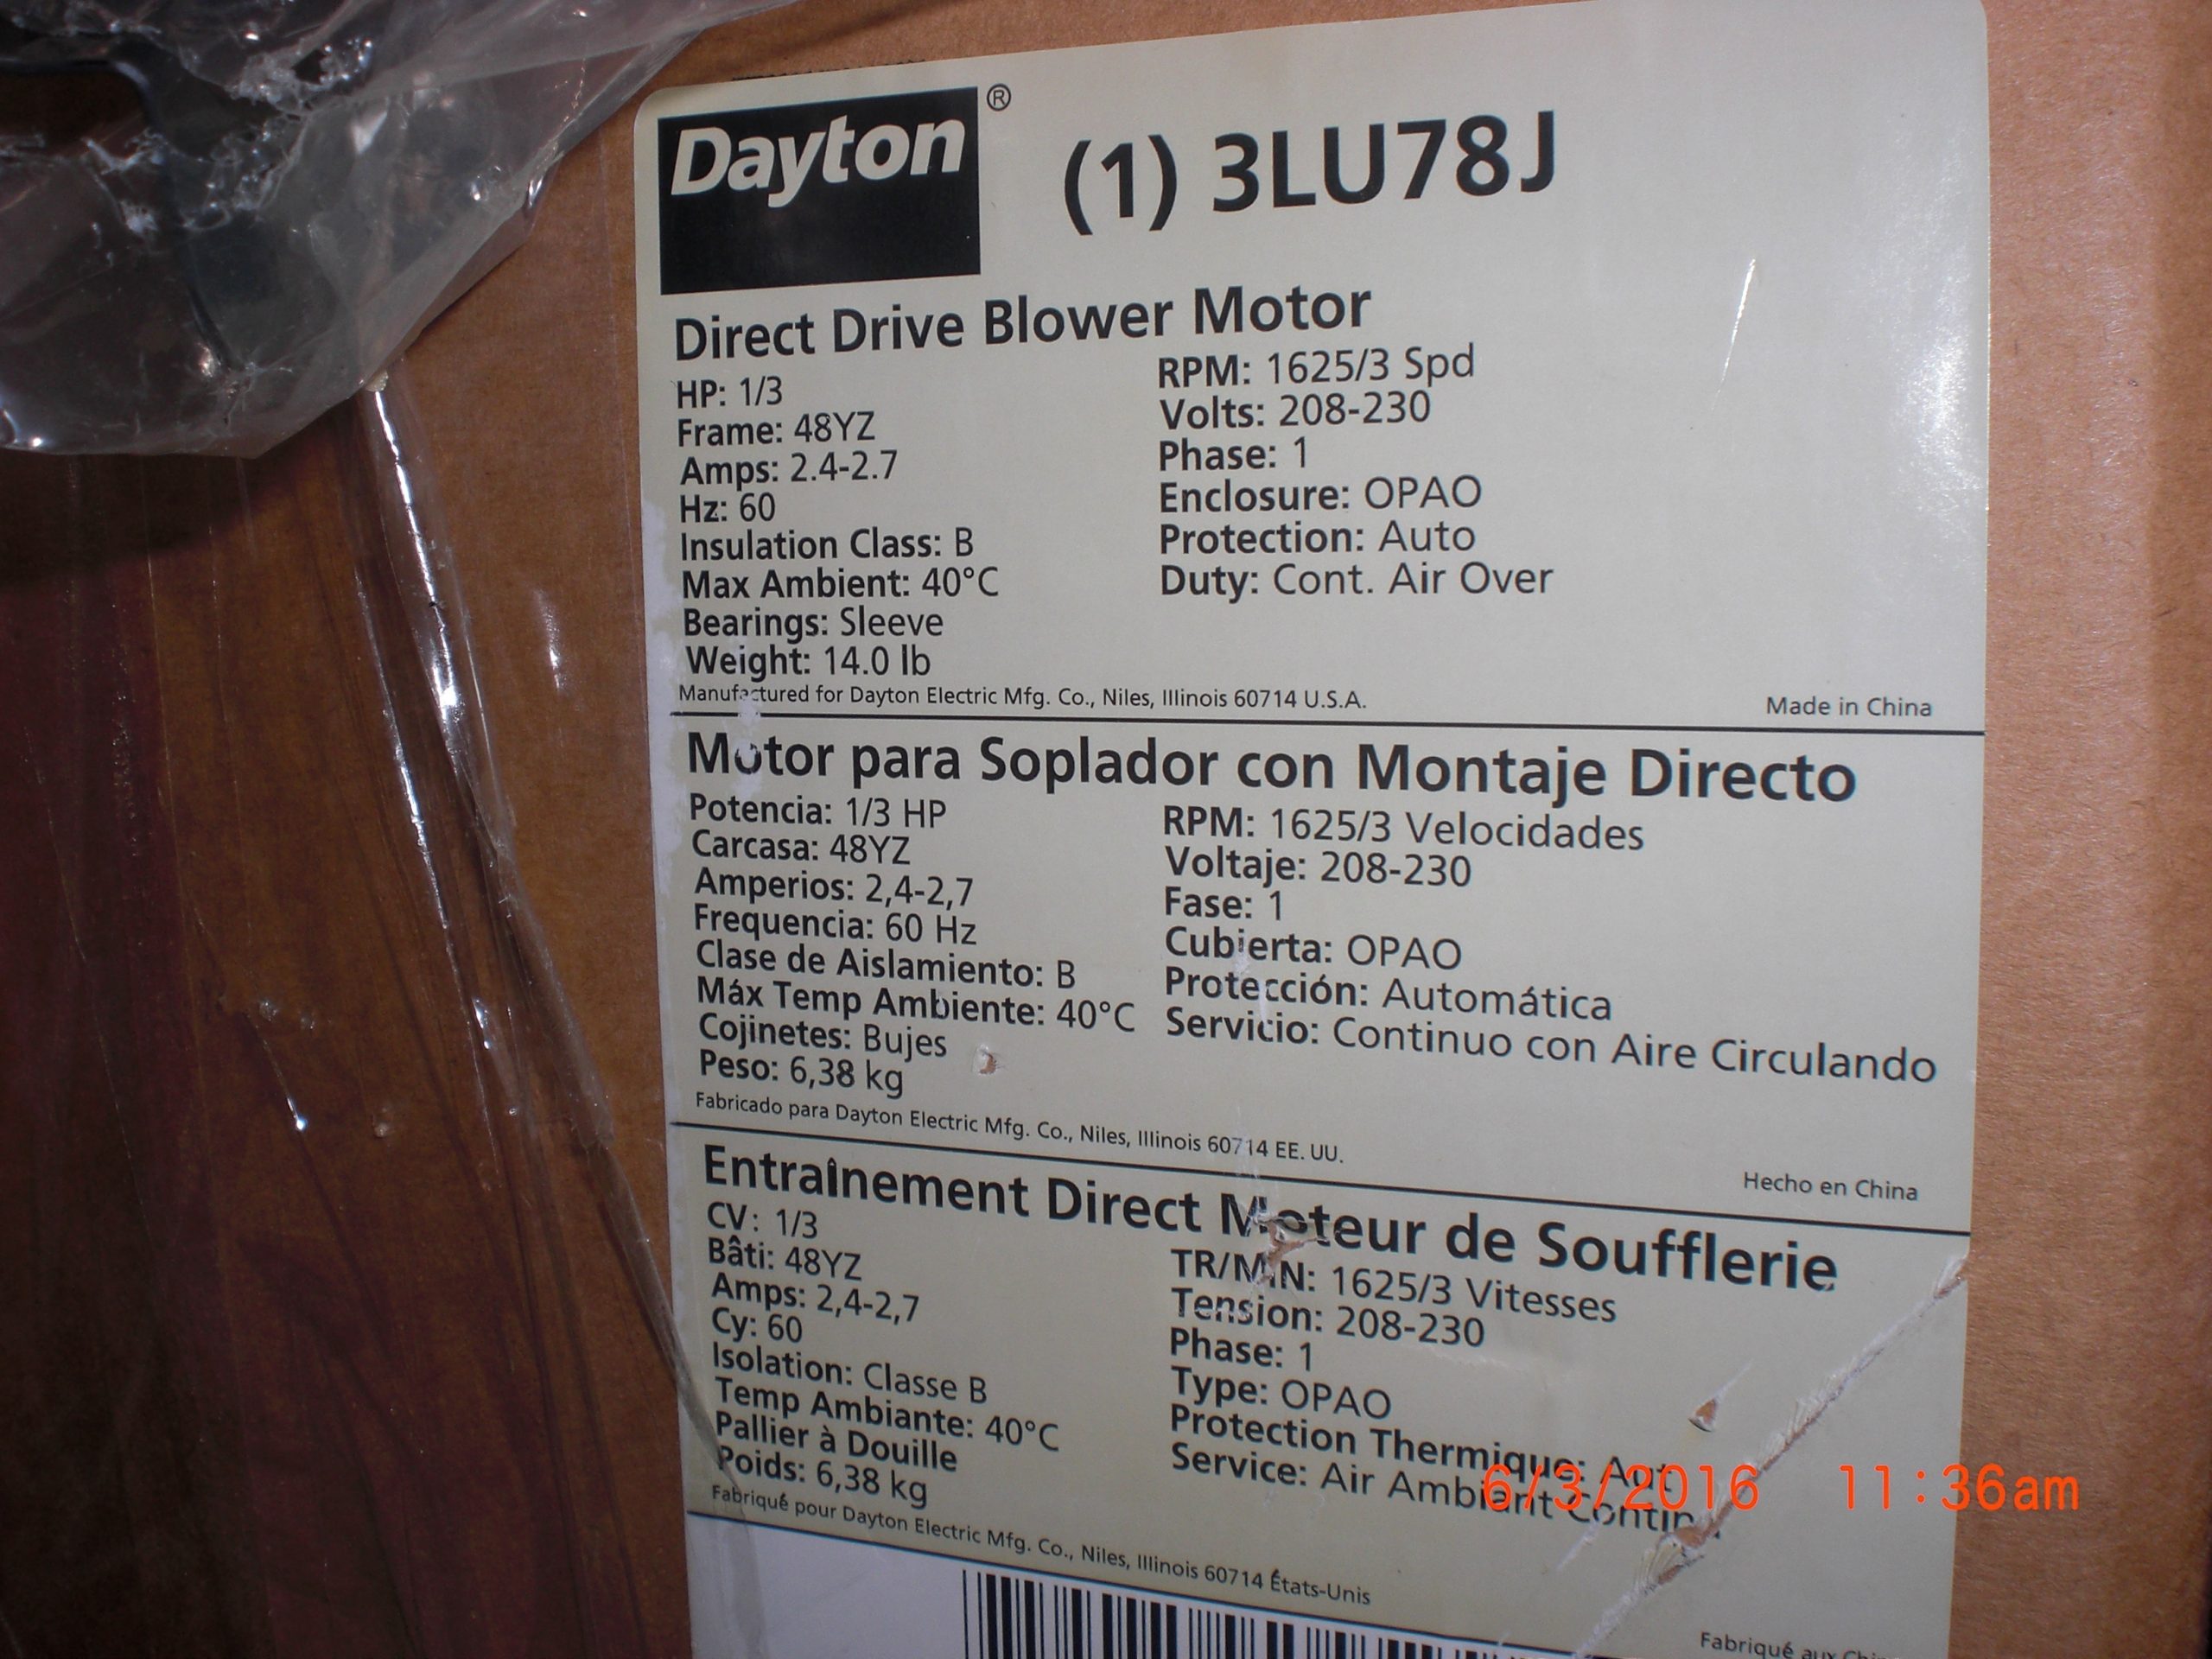 Dayton®
(1) 3LU78J
Direct Drive Blower Motor
HP: 1/3
Frame: 48YZ
Amps: 2.4-2.7
Hz: 60
Insulation Class: B
Max Ambient: 40°C
Bearings: Sleeve
Weight: 14.0 lb
RPM: 1625/3 Spd
Volts: 208-230
Phase: 1
Enclosure: OPAO
Protection: Auto
Duty: Cont. Air Over
Manufactured for Dayton Electric Mfg. Co., Niles, Illinois 60714 U.S.A.
Made in China
Motor para Soplador con Montaje Directo
Potencia: 1/3 HP
Carcasa: 48YZ
Amperios: 2,4-2,7
Frequencia: 60 Hz
Clase de Aislamiento: B
Máx Temp Ambiente: 40°C
Cojinetes: Bujes
Peso: 6,38 kg
RPM: 1625/3 Velocidades
Voltaje: 208-230
Fase: 1
Cubierta: OPAO
Protección: Automática
Servicio: Continuo con Aire Circulando
Fabricado para Dayton Electric Mfg. Co., Niles, Illinois 60714 EE. UU.
Hecho en China
Entraînement Direct Moteur de Soufflerie
CV: 1/3
Bâti: 48YZ
Amps: 2,4-2,7
Cy: 60
Isolation: Classe B
Temp Ambiante: 40°C
Pallier à Douille
Poids: 6,38 kg
TR/MIN: 1625/3 Vitesses
Tension: 208-230
Phase: 1
Type: OPAO
Protection Thermique:
Service: Air Ambiant
Fabriqué pour Dayton Electric Mfg. Co., Niles, Illinois 60714 États-Unis
Fabriqué aux
6/3/2016 11:36am